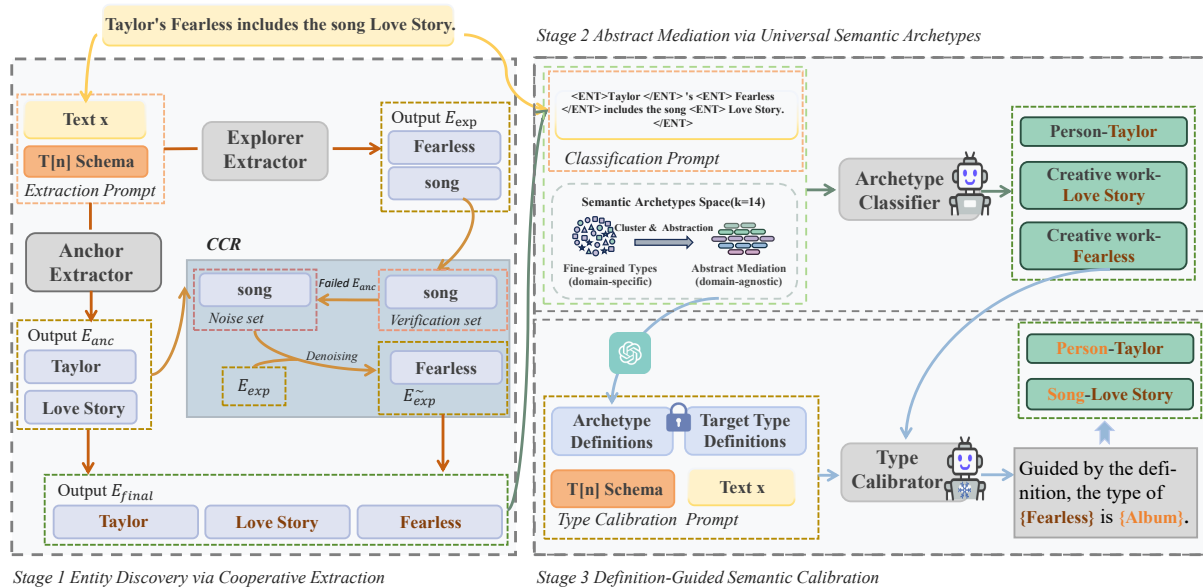 Taylor's Fearless includes the song Love Story.
Text x
T[n] Schema
Extraction Prompt
Explorer
Extractor
Output E_exp
Fearless
song
Anchor
Extractor
CCR
song
Noise set
Failed E_anc
song
Verification set
Output E_anc
Taylor
Love Story
Denoising
E_exp
Fearless
E~_exp
Output E_final
Taylor
Love Story
Fearless
Stage 1 Entity Discovery via Cooperative Extraction
Stage 2 Abstract Mediation via Universal Semantic Archetypes
<ENT>Taylor </ENT> 's <ENT> Fearless
</ENT> includes the song <ENT> Love Story.
</ENT>
Classification Prompt
Semantic Archetypes Space(k=14)
Cluster & Abstraction
Fine-grained Types
(domain-specific)
Abstract Mediation
(domain-agnostic)
Archetype
Classifier
Person-Taylor
Creative work-
Love Story
Creative work-
Fearless
Archetype
Definitions
Target Type
Definitions
T[n] Schema
Text x
Type Calibration Prompt
Type
Calibrator
Person-Taylor
Song-Love Story
Guided by the defi-
nition, the type of
{Fearless} is {Album}.
Stage 3 Definition-Guided Semantic Calibration